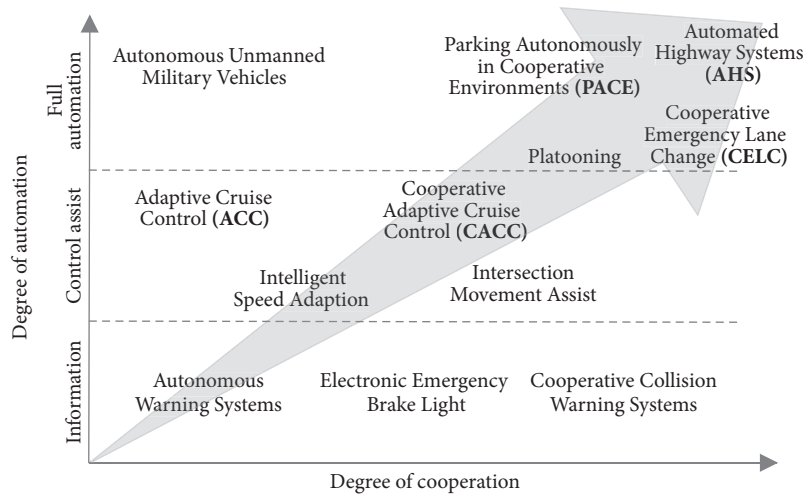 Degree of automation
Full
automation
Control assist
Information
Autonomous Unmanned
Military Vehicles
Parking Autonomously
in Cooperative
Environments (PACE)
Automated
Highway Systems
(AHS)
Cooperative
Emergency Lane
Change (CELC)
Platooning
Adaptive Cruise
Control (ACC)
Cooperative
Adaptive Cruise
Control (CACC)
Intelligent
Speed Adaption
Intersection
Movement Assist
Autonomous
Warning Systems
Electronic Emergency
Brake Light
Cooperative Collision
Warning Systems
Degree of cooperation